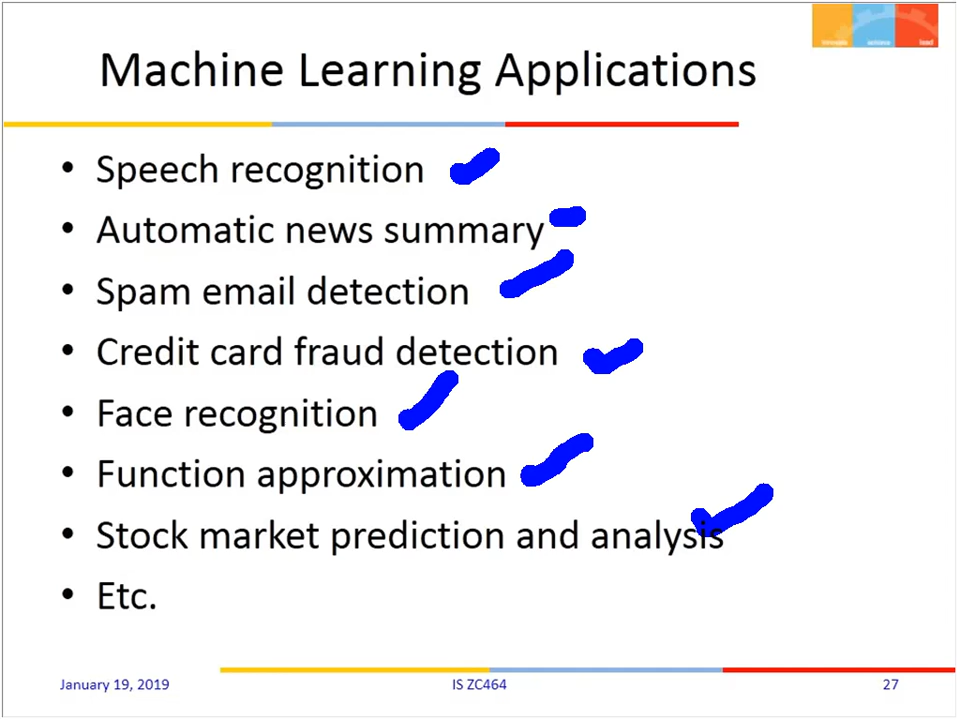 Machine Learning Applications
• Speech recognition
• Automatic news summary
• Spam email detection
• Credit card fraud detection
• Face recognition
• Function approximation
• Stock market prediction and analysis
• Etc.
January 19, 2019
IS ZC464
27